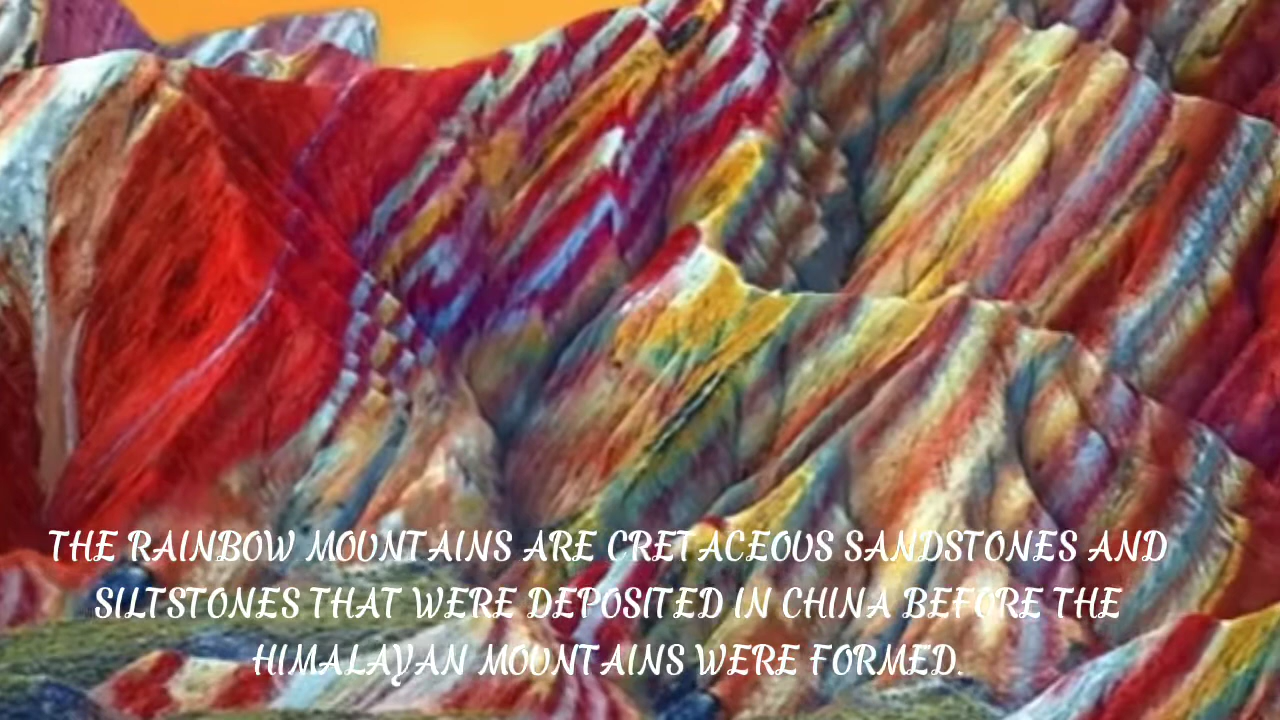 THE RAINBOW MOUNTAINS ARE CRETACEOUS SANDSTONES AND
SILTSTONES THAT WERE DEPOSITED IN CHINA BEFORE THE
HIMALAYAN MOUNTAINS WERE FORMED.